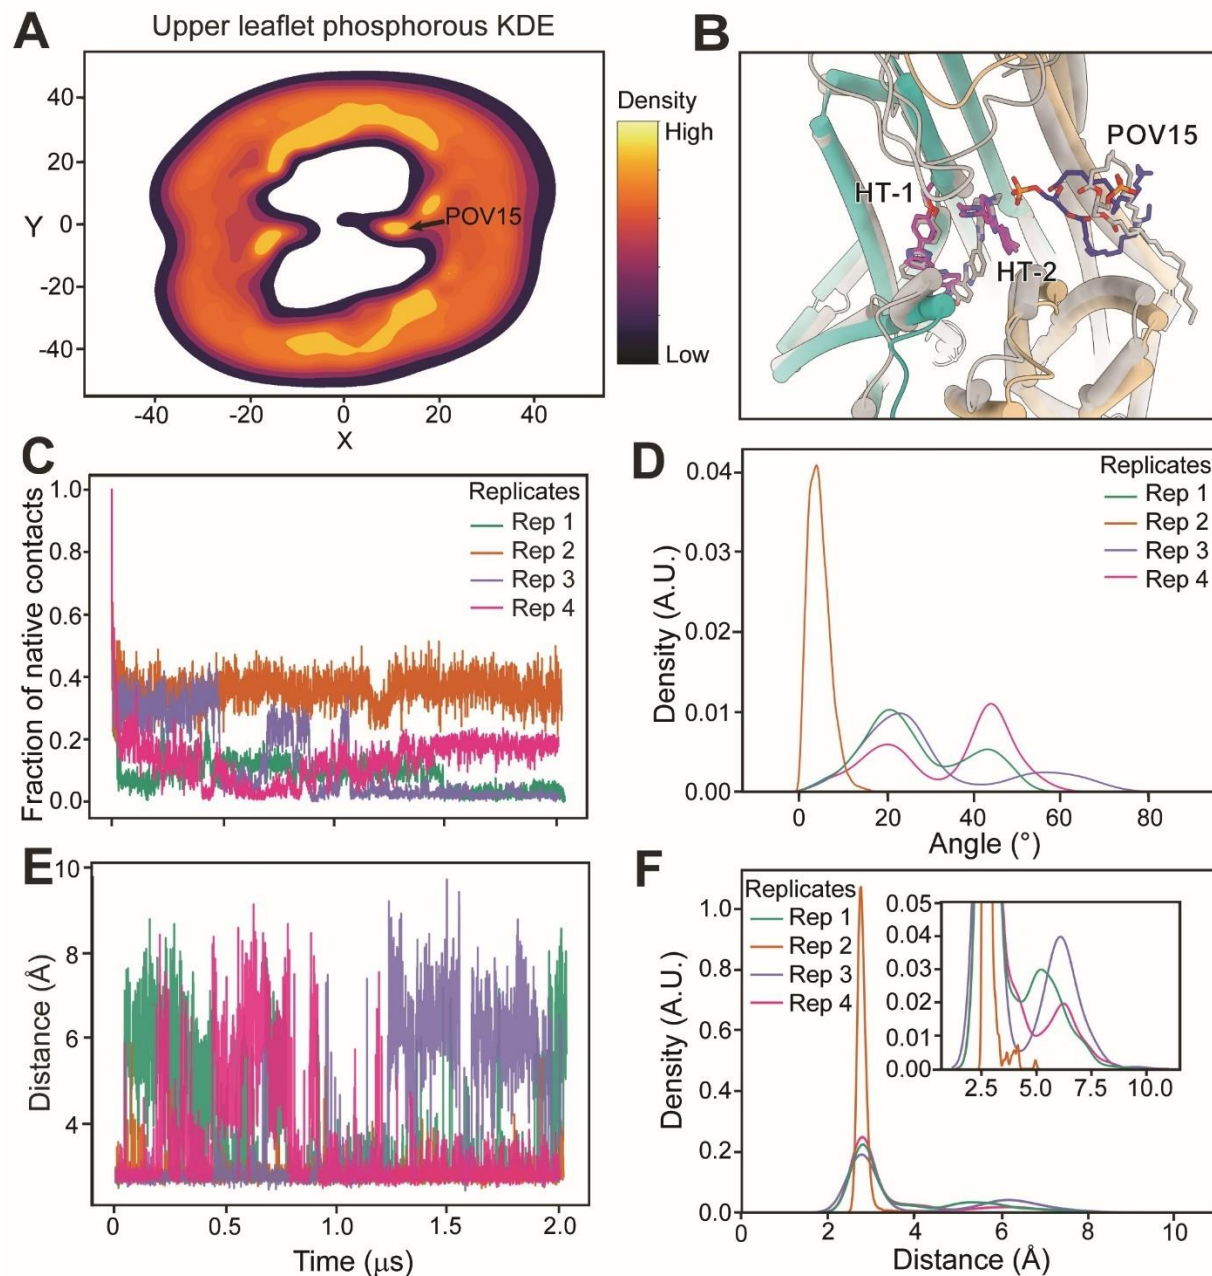 A
Upper leaflet phosphorous KDE
Density
High
Low
POV15
Y
40
20
0
-20
-40
-40
-20
0
20
40
X
B
POV15
HT-1
HT-2
C
Fraction of native contacts
1.0
0.8
0.6
0.4
0.2
0.0
Replicates
Rep 1
Rep 2
Rep 3
Rep 4
D
Density (A.U.)
0.04
0.03
0.02
0.01
0.00
Replicates
Rep 1
Rep 2
Rep 3
Rep 4
0
20
40
60
80
Angle (°)
E
Distance (Å)
10
8
6
4
0
0.5
1.0
1.5
2.0
Time (μs)
F
Density (A.U.)
1.0
0.8
0.6
0.4
0.2
0.0
Replicates
Rep 1
Rep 2
Rep 3
Rep 4
0.05
0.04
0.03
0.02
0.01
0.00
2.5
5.0
7.5
10.0
0
2
4
6
8
10
Distance (Å)